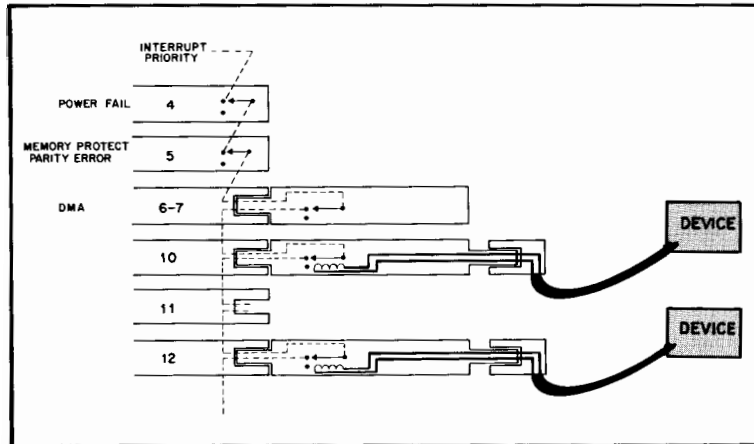 INTERRUPT
PRIORITY
POWER FAIL 4
MEMORY PROTECT
PARITY ERROR 5
DMA 6-7
DEVICE
10
11
DEVICE
12